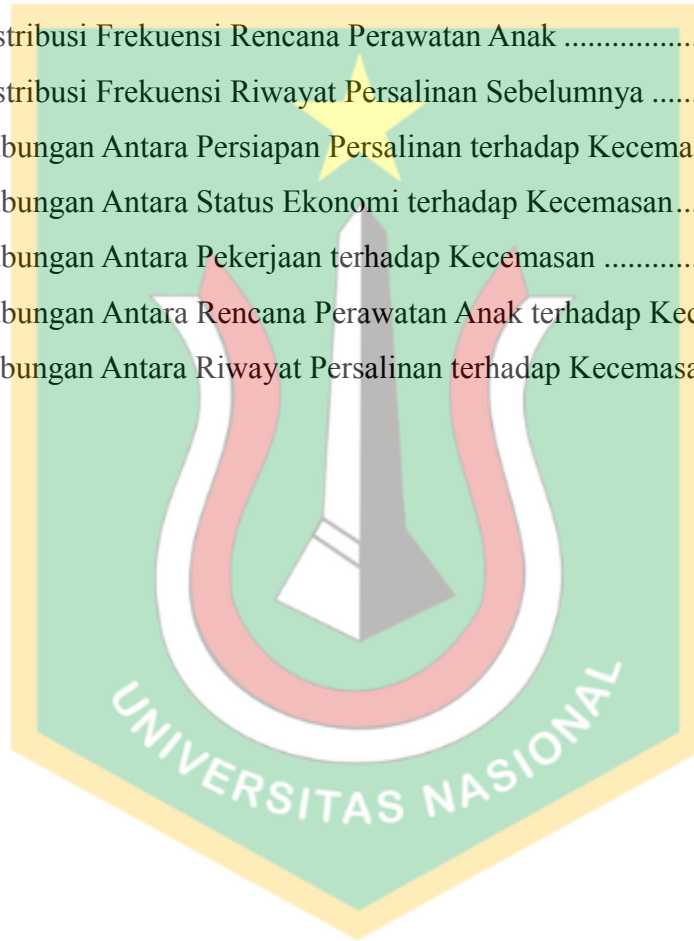 stribusi Frekuensi Rencana Perawatan Anak ................
stribusi Frekuensi Riwayat Persalinan Sebelumnya ......
bungan Antara Persiapan Persalinan terhadap Kecema
bungan Antara Status Ekonomi terhadap Kecemasan...
bungan Antara Pekerjaan terhadap Kecemasan ............
bungan Antara Rencana Perawatan Anak terhadap Kec
bungan Antara Riwayat Persalinan terhadap Kecemasa
UNIVERSITAS NASIONAL